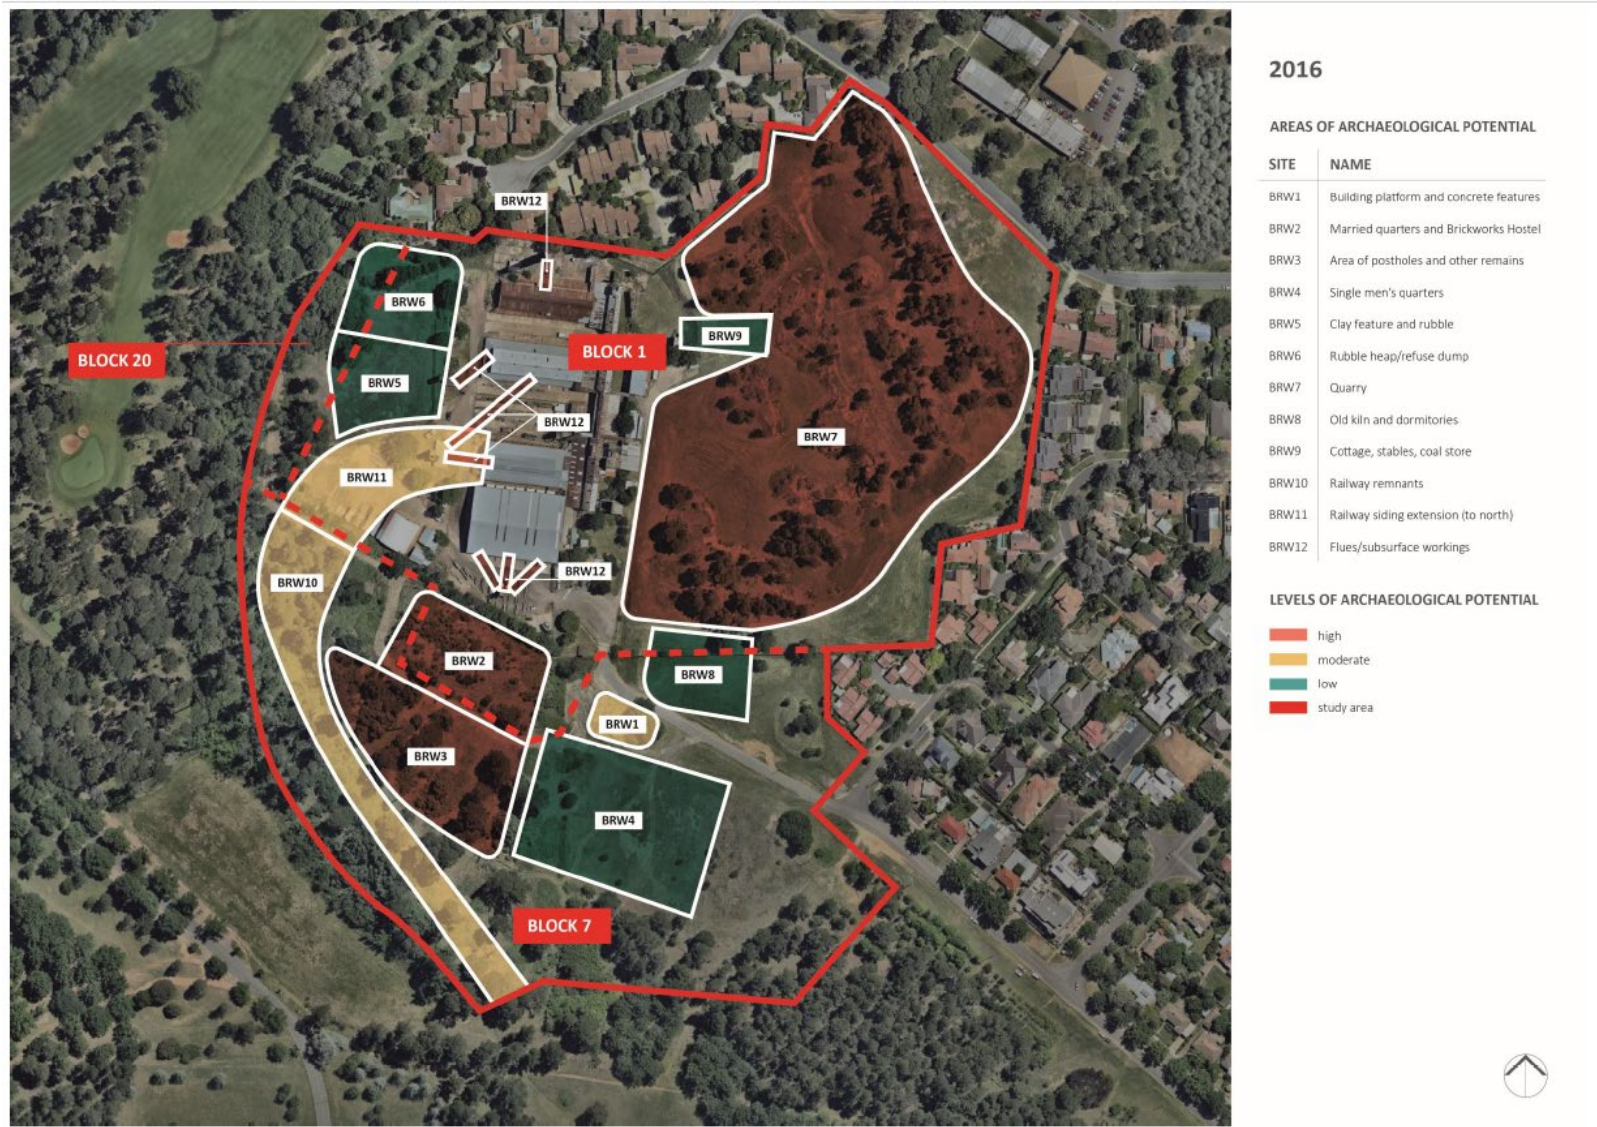 2016
AREAS OF ARCHAEOLOGICAL POTENTIAL
SITE NAME
BRW1 Building platform and concrete features
BRW2 Married quarters and Brickworks Hostel
BRW3 Area of postholes and other remains
BRW4 Single men's quarters
BRW5 Clay feature and rubble
BRW6 Rubble heap/refuse dump
BRW7 Quarry
BRW8 Old kiln and dormitories
BRW9 Cottage, stables, coal store
BRW10 Railway remnants
BRW11 Railway siding extension (to north)
BRW12 Flues/subsurface workings
LEVELS OF ARCHAEOLOGICAL POTENTIAL
high
moderate
low
study area
BRW12
BRW6
BRW9
BLOCK 1
BLOCK 20
BRW5
BRW12
BRW7
BRW11
BRW12
BRW10
BRW2
BRW8
BRW1
BRW3
BRW4
BLOCK 7